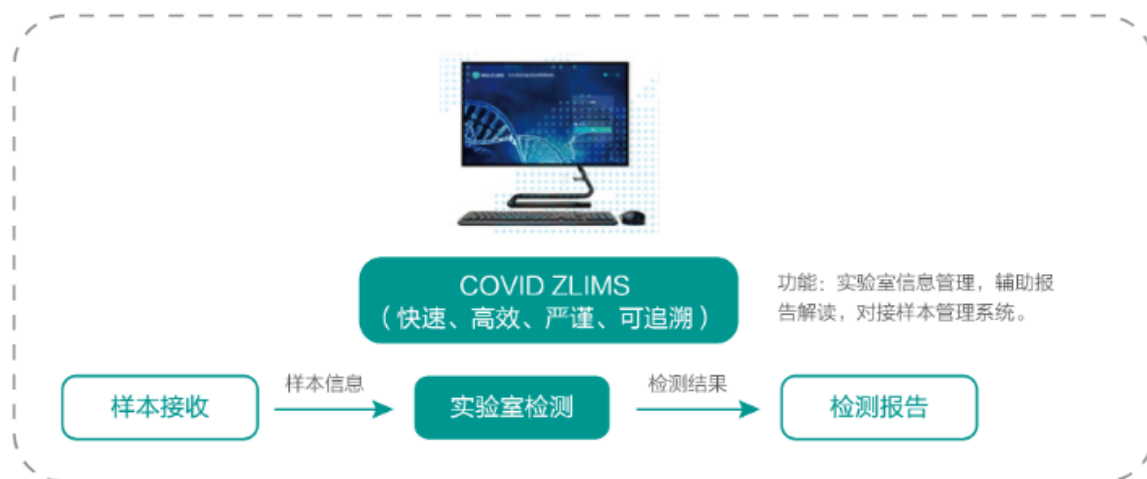 COVID ZLIMS
（快速、高效、严谨、可追溯）
功能：实验室信息管理，辅助报
告解读，对接样本管理系统。
样本接收
样本信息
实验室检测
检测结果
检测报告